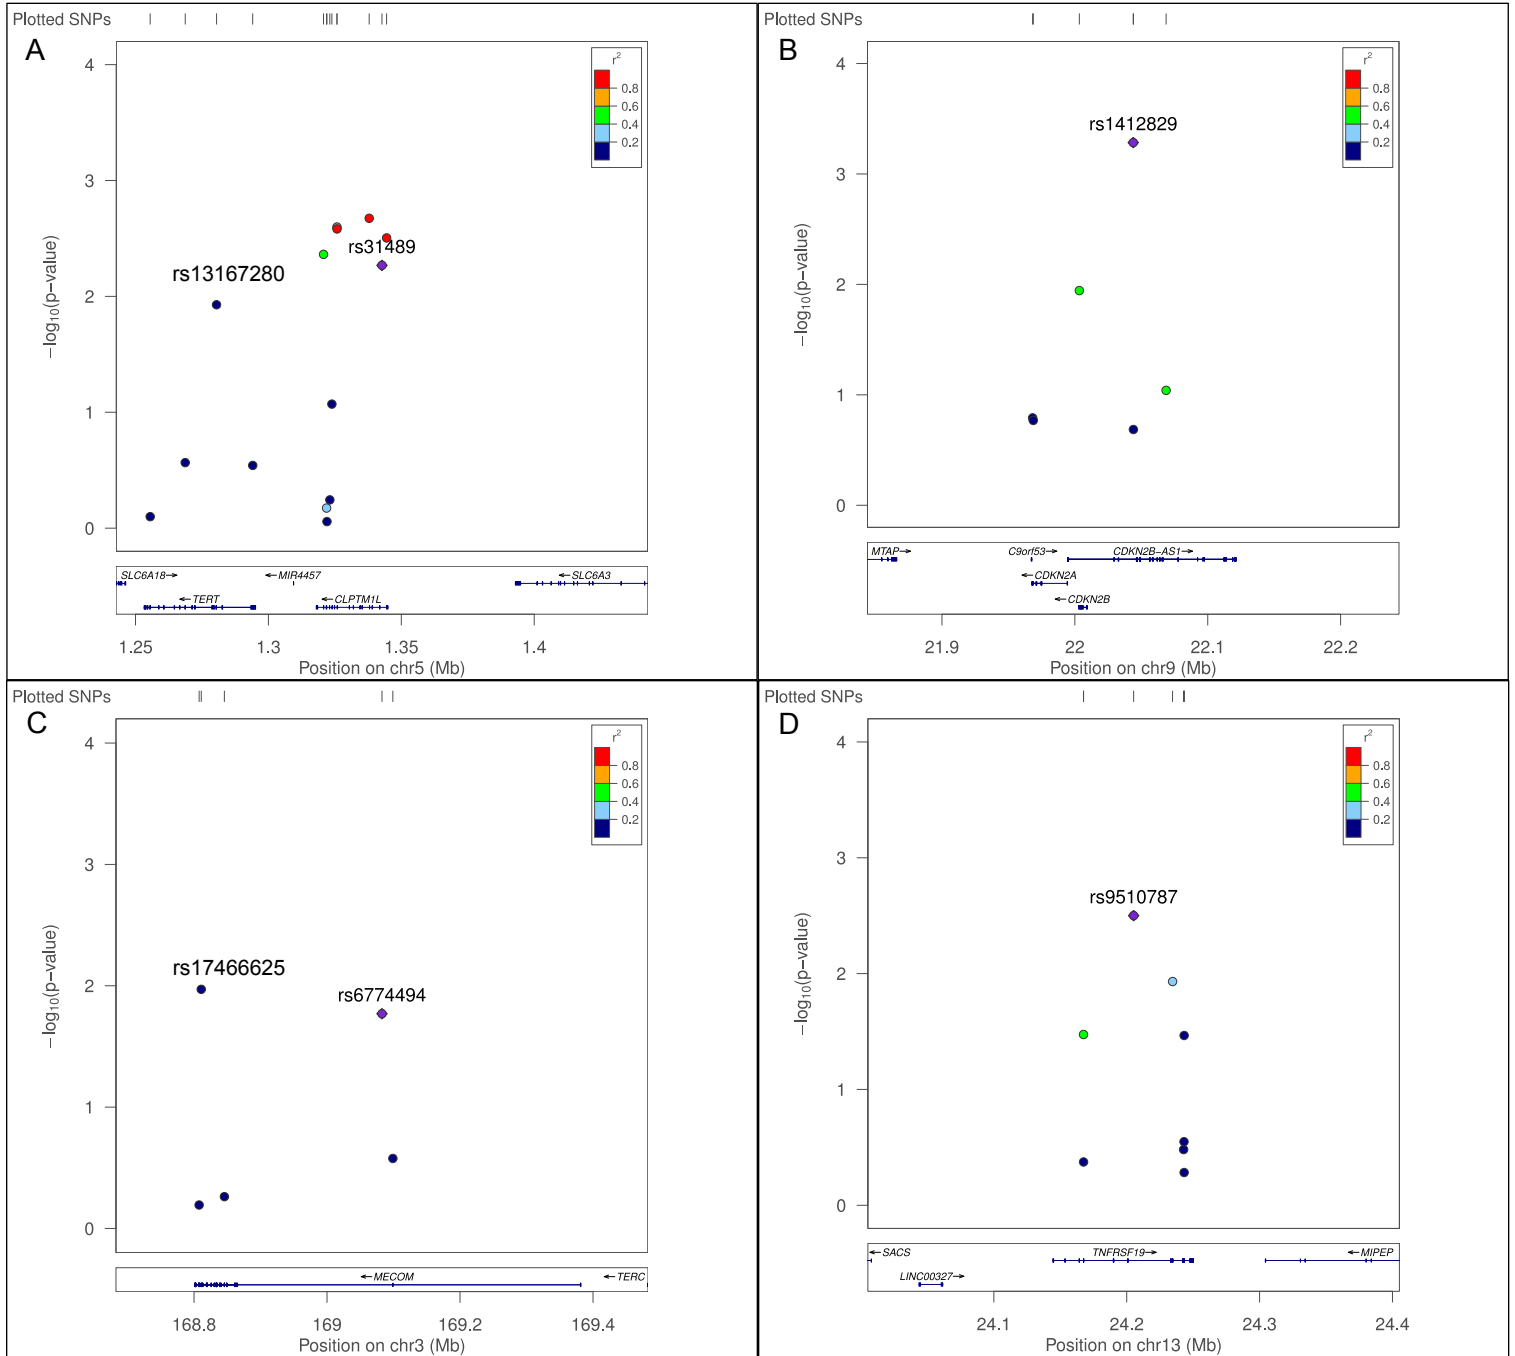 Plotted SNPs
A
r2
0.8
0.6
0.4
0.2
4
3
2
1
0
−log10(p−value)
rs31489
rs13167280
SLC6A18→
←MIR4457
←SLC6A3
←TERT
←CLPTM1L
1.25
1.3
1.35
1.4
Position on chr5 (Mb)
Plotted SNPs
B
r2
0.8
0.6
0.4
0.2
4
3
2
1
0
−log10(p−value)
rs1412829
MTAP→
C9orf53→
CDKN2B−AS1→
←CDKN2A
←CDKN2B
21.9
22
22.1
22.2
Position on chr9 (Mb)
Plotted SNPs
C
r2
0.8
0.6
0.4
0.2
4
3
2
1
0
−log10(p−value)
rs17466625
rs6774494
←MECOM
←TERC
168.8
169
169.2
169.4
Position on chr3 (Mb)
Plotted SNPs
D
r2
0.8
0.6
0.4
0.2
4
3
2
1
0
−log10(p−value)
rs9510787
←SACS
TNFRSF19→
←MIPEP
LINC00327→
24.1
24.2
24.3
24.4
Position on chr13 (Mb)